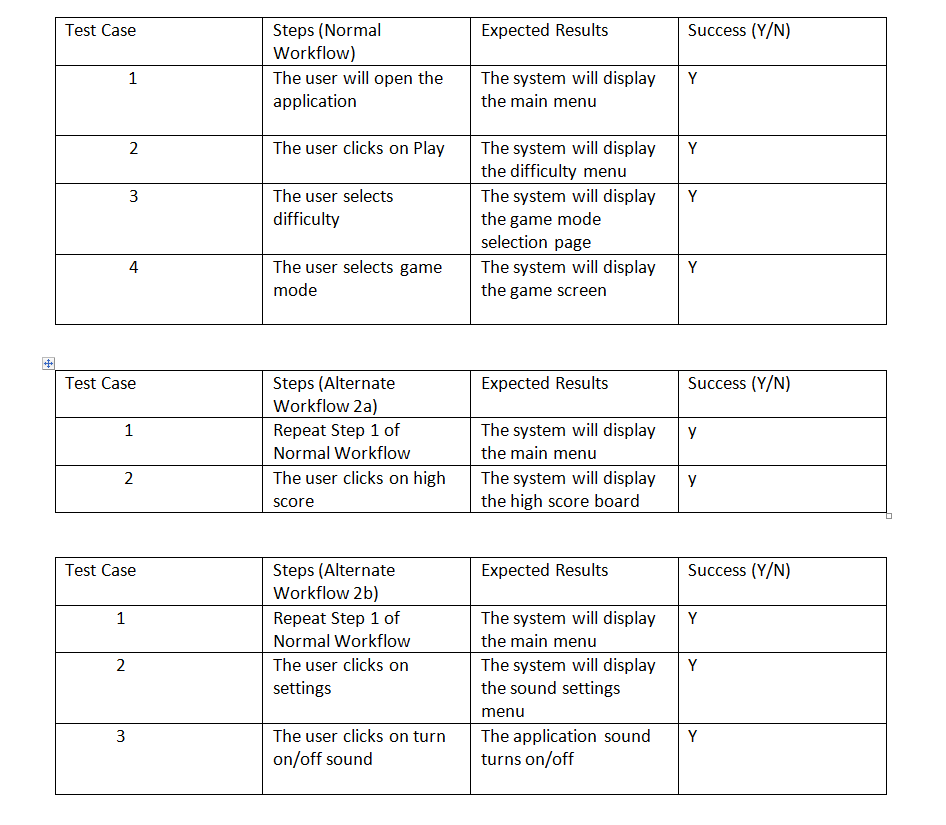 Test Case Steps (Normal Expected Results Success (Y/N)
Workflow)
1 The user will open the The system will display Y
application the main menu
2 The user clicks on Play The system will display Y
the difficulty menu
3 The user selects The system will display Y
difficulty the game mode
selection page
4 The user selects game The system will display Y
mode the game screen
Test Case Steps (Alternate Expected Results Success (Y/N)
Workflow 2a)
1 Repeat Step 1 of The system will display y
Normal Workflow the main menu
2 The user clicks on high The system will display y
score the high score board
Test Case Steps (Alternate Expected Results Success (Y/N)
Workflow 2b)
1 Repeat Step 1 of The system will display Y
Normal Workflow the main menu
2 The user clicks on The system will display Y
settings the sound settings
menu
3 The user clicks on turn The application sound Y
on/off sound turns on/off